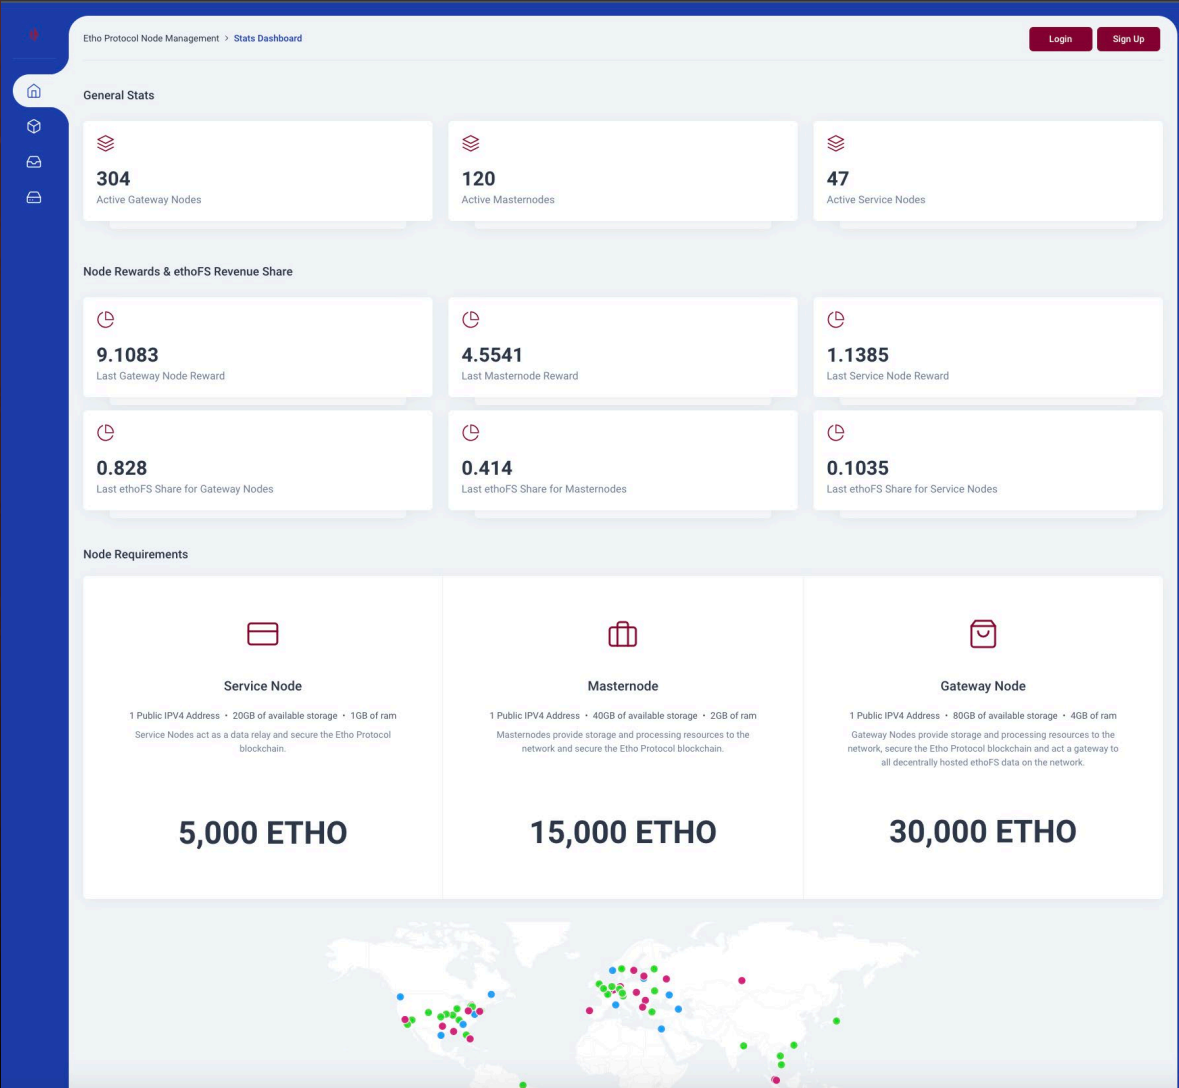 Etho Protocol Node Management > Stats Dashboard
Login
Sign Up
General Stats
304
Active Gateway Nodes
120
Active Masternodes
47
Active Service Nodes
Node Rewards & ethoFS Revenue Share
9.1083
Last Gateway Node Reward
4.5541
Last Masternode Reward
1.1385
Last Service Node Reward
0.828
Last ethoFS Share for Gateway Nodes
0.414
Last ethoFS Share for Masternodes
0.1035
Last ethoFS Share for Service Nodes
Node Requirements
Service Node
1 Public IPV4 Address • 20GB of available storage • 1GB of ram
Service Nodes act as a data relay and secure the Etho Protocol
blockchain.
5,000 ETHO
Masternode
1 Public IPV4 Address • 40GB of available storage • 2GB of ram
Masternodes provide storage and processing resources to the
network and secure the Etho Protocol blockchain.
15,000 ETHO
Gateway Node
1 Public IPV4 Address • 80GB of available storage • 4GB of ram
Gateway Nodes provide storage and processing resources to the
network, secure the Etho Protocol blockchain and act a gateway to
all decentrally hosted ethoFS data on the network.
30,000 ETHO